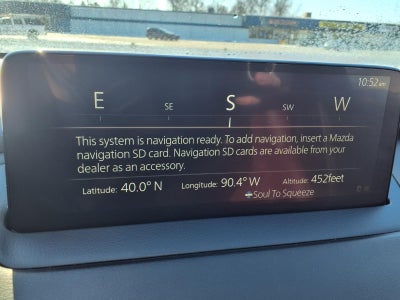 10:52 am
E SE S SW W
This system is navigation ready. To add navigation, insert a Mazda
navigation SD card. Navigation SD cards are available from your
dealer as an accessory.
Latitude: 40.0° N Longitude: 90.4° W Altitude: 452feet
Soul To Squeeze